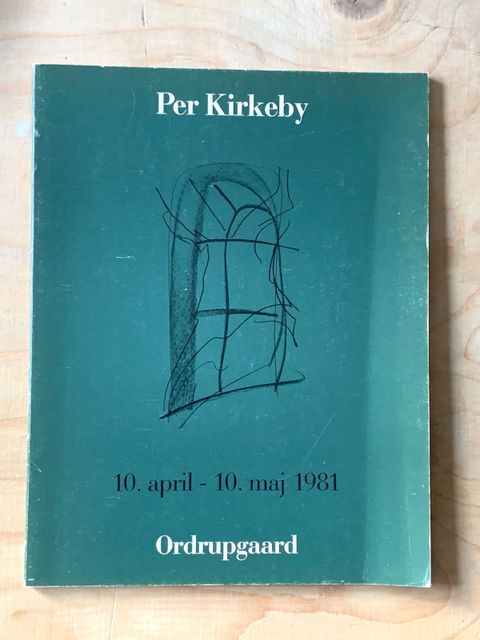 Per Kirkeby
10. april - 10. maj 1981
Ordrupgaard